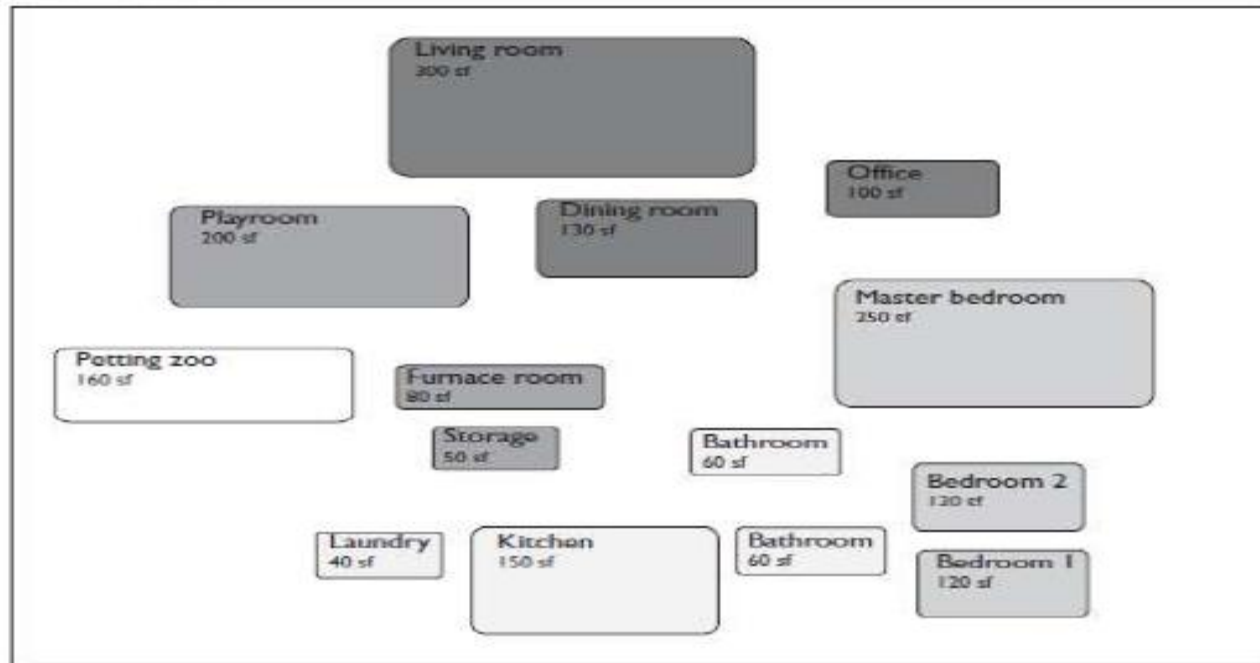 Living room
300 sf
Office
100 sf
Playroom
200 sf
Dining room
130 sf
Master bedroom
250 sf
Petting zoo
160 sf
Furnace room
80 sf
Storage
50 sf
Bathroom
60 sf
Bedroom 2
120 sf
Laundry
40 sf
Kitchen
150 sf
Bathroom
60 sf
Bedroom 1
120 sf